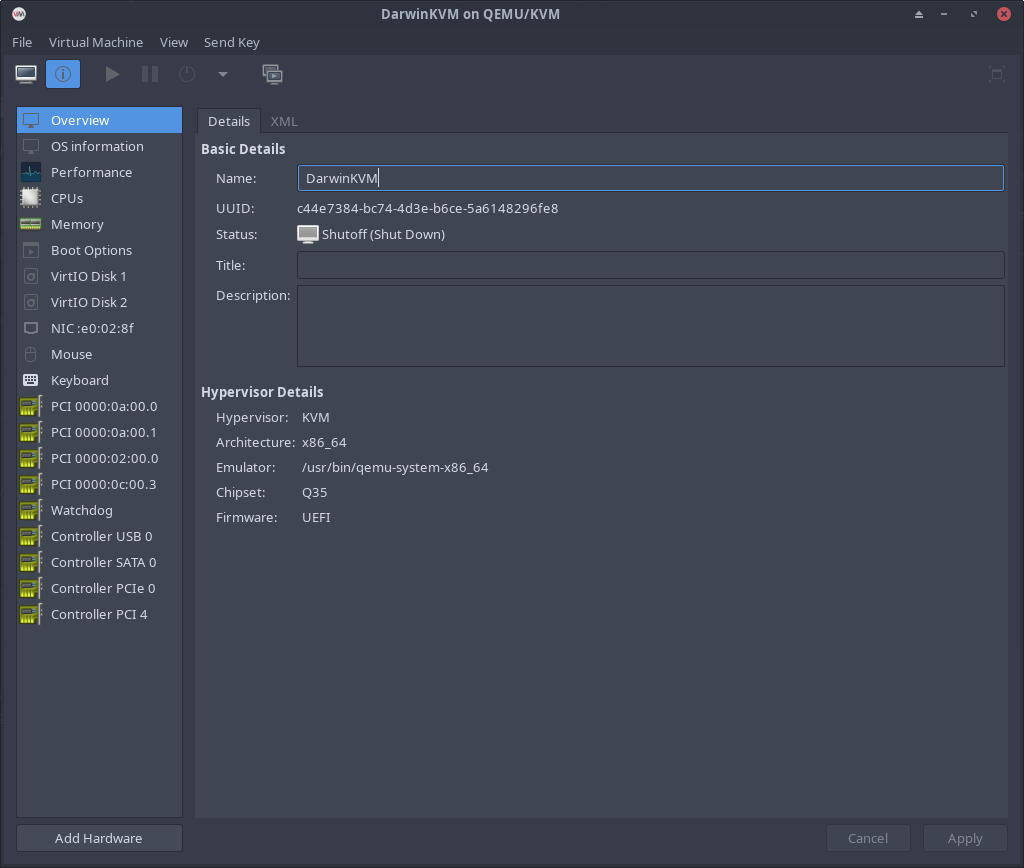 DarwinKVM on QEMU/KVM
File Virtual Machine View Send Key
Overview
OS information
Performance
CPUs
Memory
Boot Options
VirtIO Disk 1
VirtIO Disk 2
NIC :e0:02:8f
Mouse
Keyboard
PCI 0000:0a:00.0
PCI 0000:0a:00.1
PCI 0000:02:00.0
PCI 0000:0c:00.3
Watchdog
Controller USB 0
Controller SATA 0
Controller PCIe 0
Controller PCI 4
Add Hardware
Details XML
Basic Details
Name: DarwinKVM
UUID: c44e7384-bc74-4d3e-b6ce-5a6148296fe8
Status: Shutoff (Shut Down)
Title:
Description:
Hypervisor Details
Hypervisor: KVM
Architecture: x86_64
Emulator: /usr/bin/qemu-system-x86_64
Chipset: Q35
Firmware: UEFI
Cancel Apply